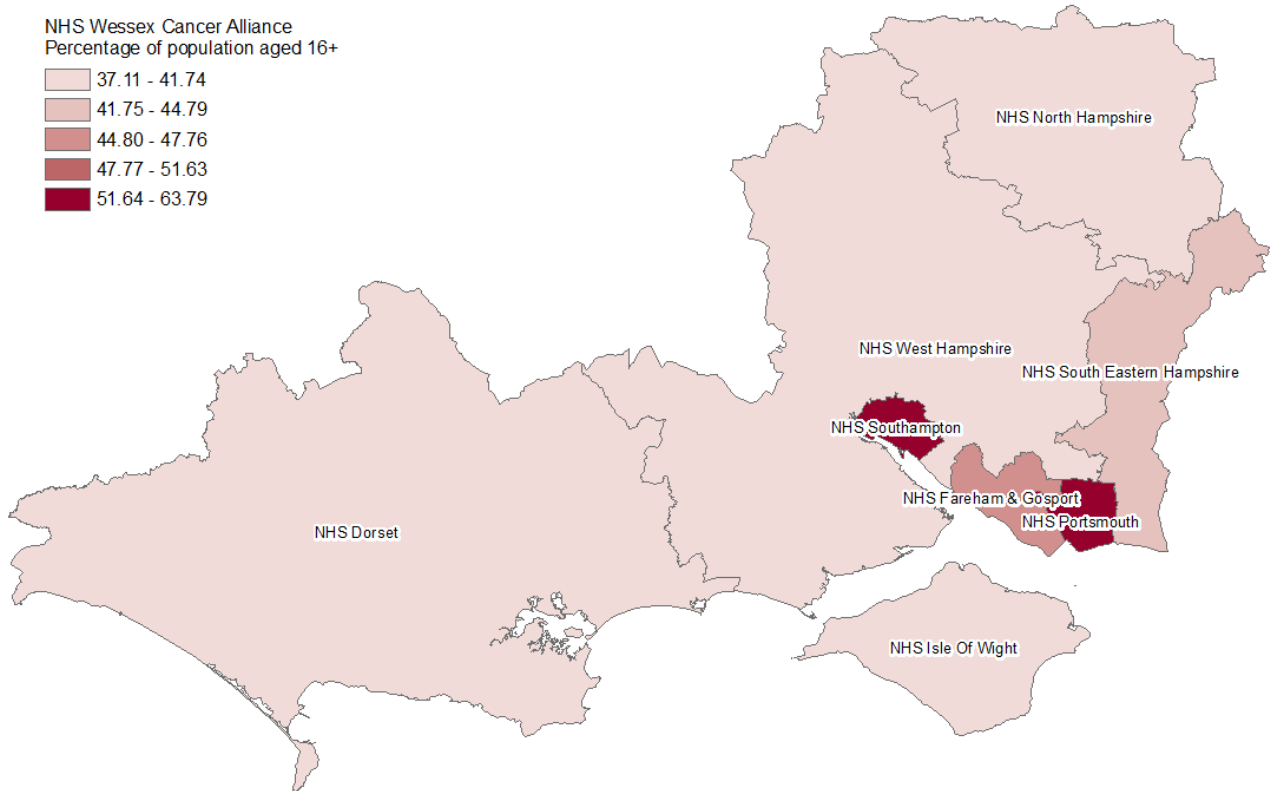 NHS Wessex Cancer Alliance
Percentage of population aged 16+
37.11 - 41.74
41.75 - 44.79
44.80 - 47.76
47.77 - 51.63
51.64 - 63.79
NHS North Hampshire
NHS West Hampshire
NHS South Eastern Hampshire
NHS Southampton
NHS Fareham & Gosport
NHS Portsmouth
NHS Dorset
NHS Isle Of Wight